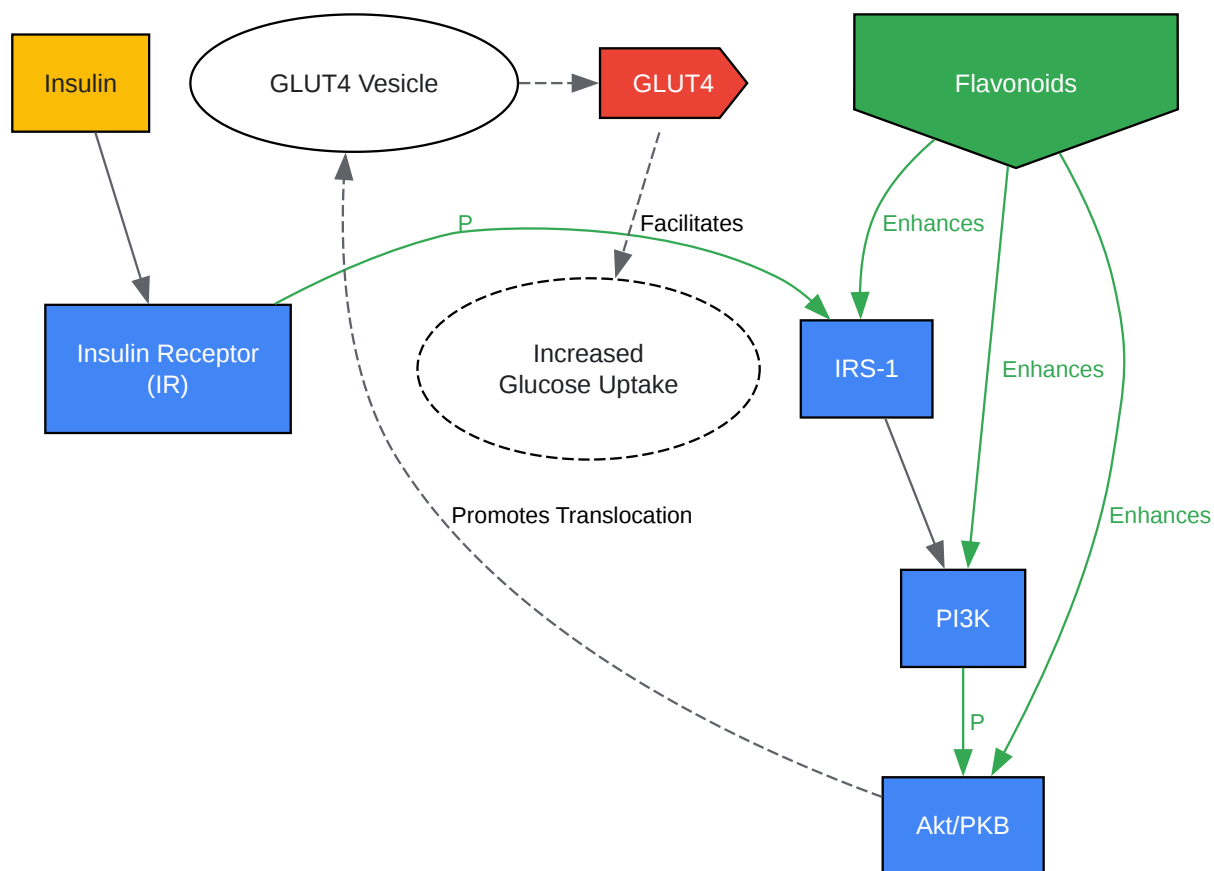 Insulin
GLUT4 Vesicle
GLUT4
Flavonoids
P
Facilitates
Enhances
Insulin Receptor
(IR)
Increased
Glucose Uptake
IRS-1
Enhances
Promotes Translocation
Enhances
PI3K
P
Akt/PKB